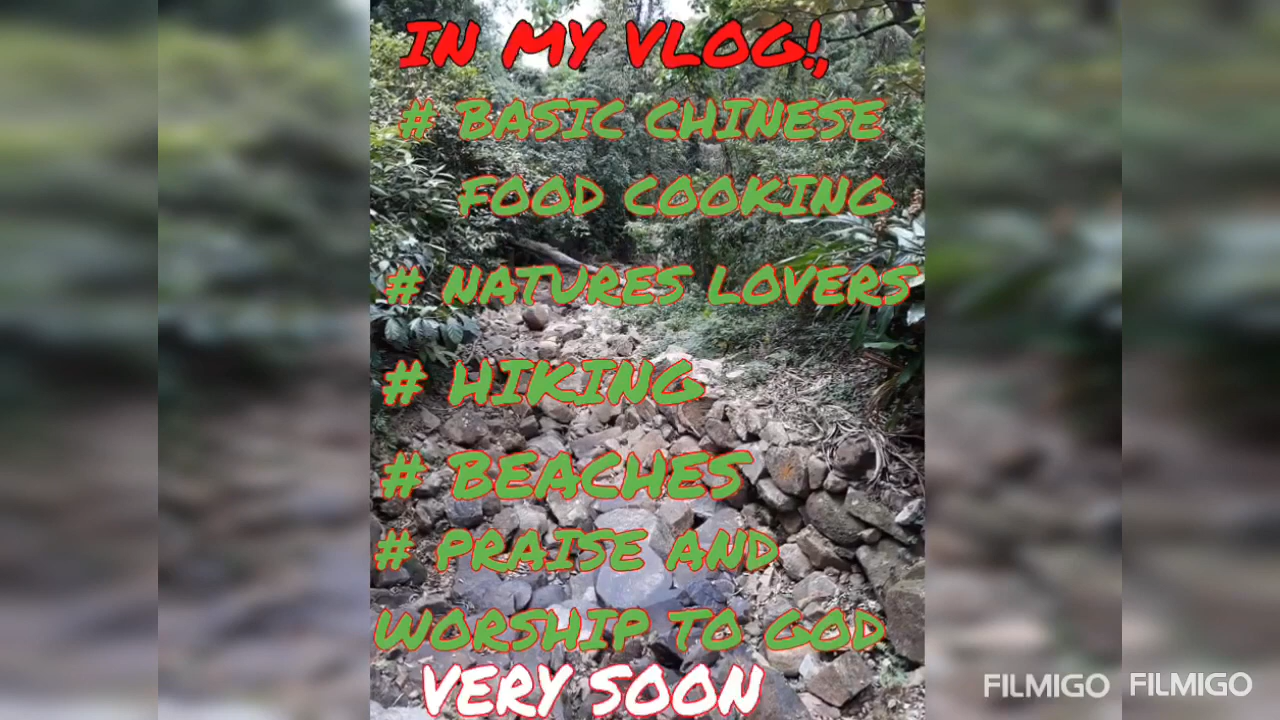 IN MY VLOG!,
# BASIC CHINESE
FOOD COOKING
# NATURES LOVERS
# HIKING
# BEACHES
# PRAISE AND
WORSHIP TO GOD
VERY SOON
FILMIGO FILMIGO